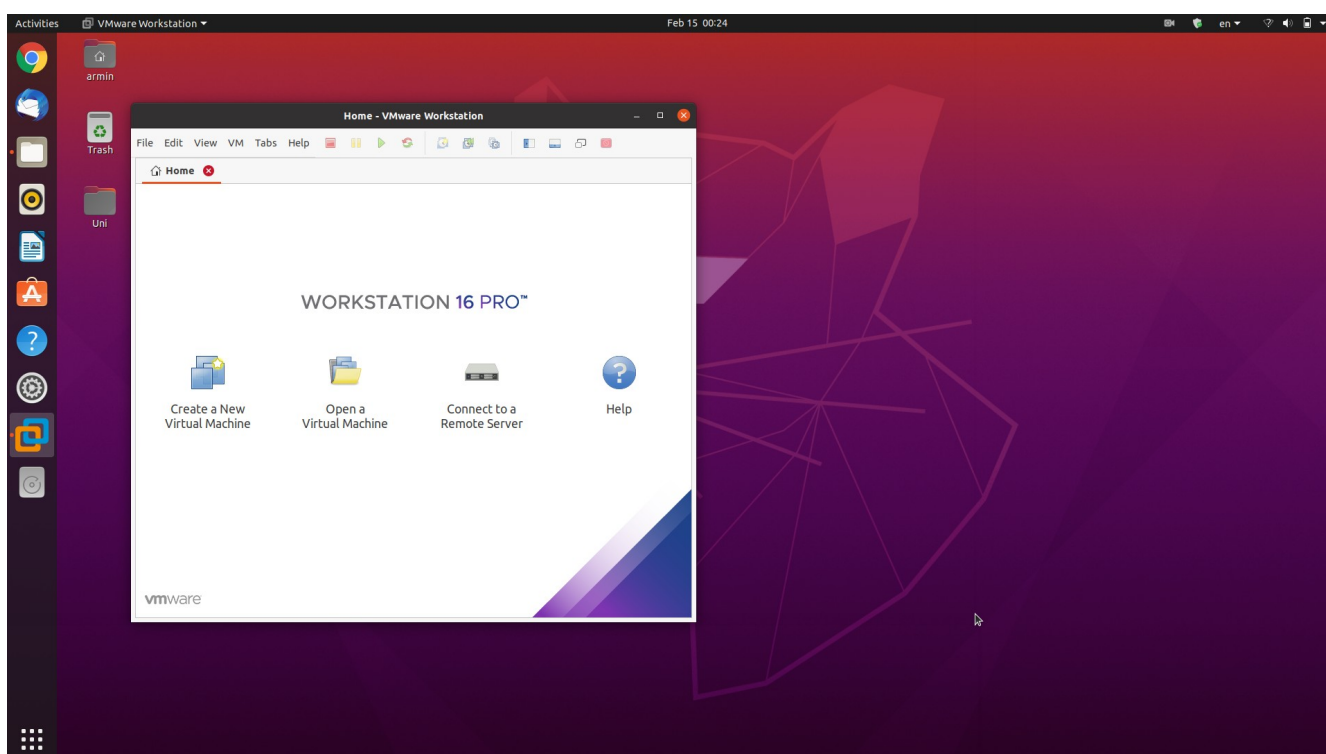 Activities VMware Workstation Feb 15 00:24 en
armin
Trash
Uni
Home - VMware Workstation
File Edit View VM Tabs Help
Home
WORKSTATION 16 PRO™
Create a New
Virtual Machine
Open a
Virtual Machine
Connect to a
Remote Server
Help
vmware